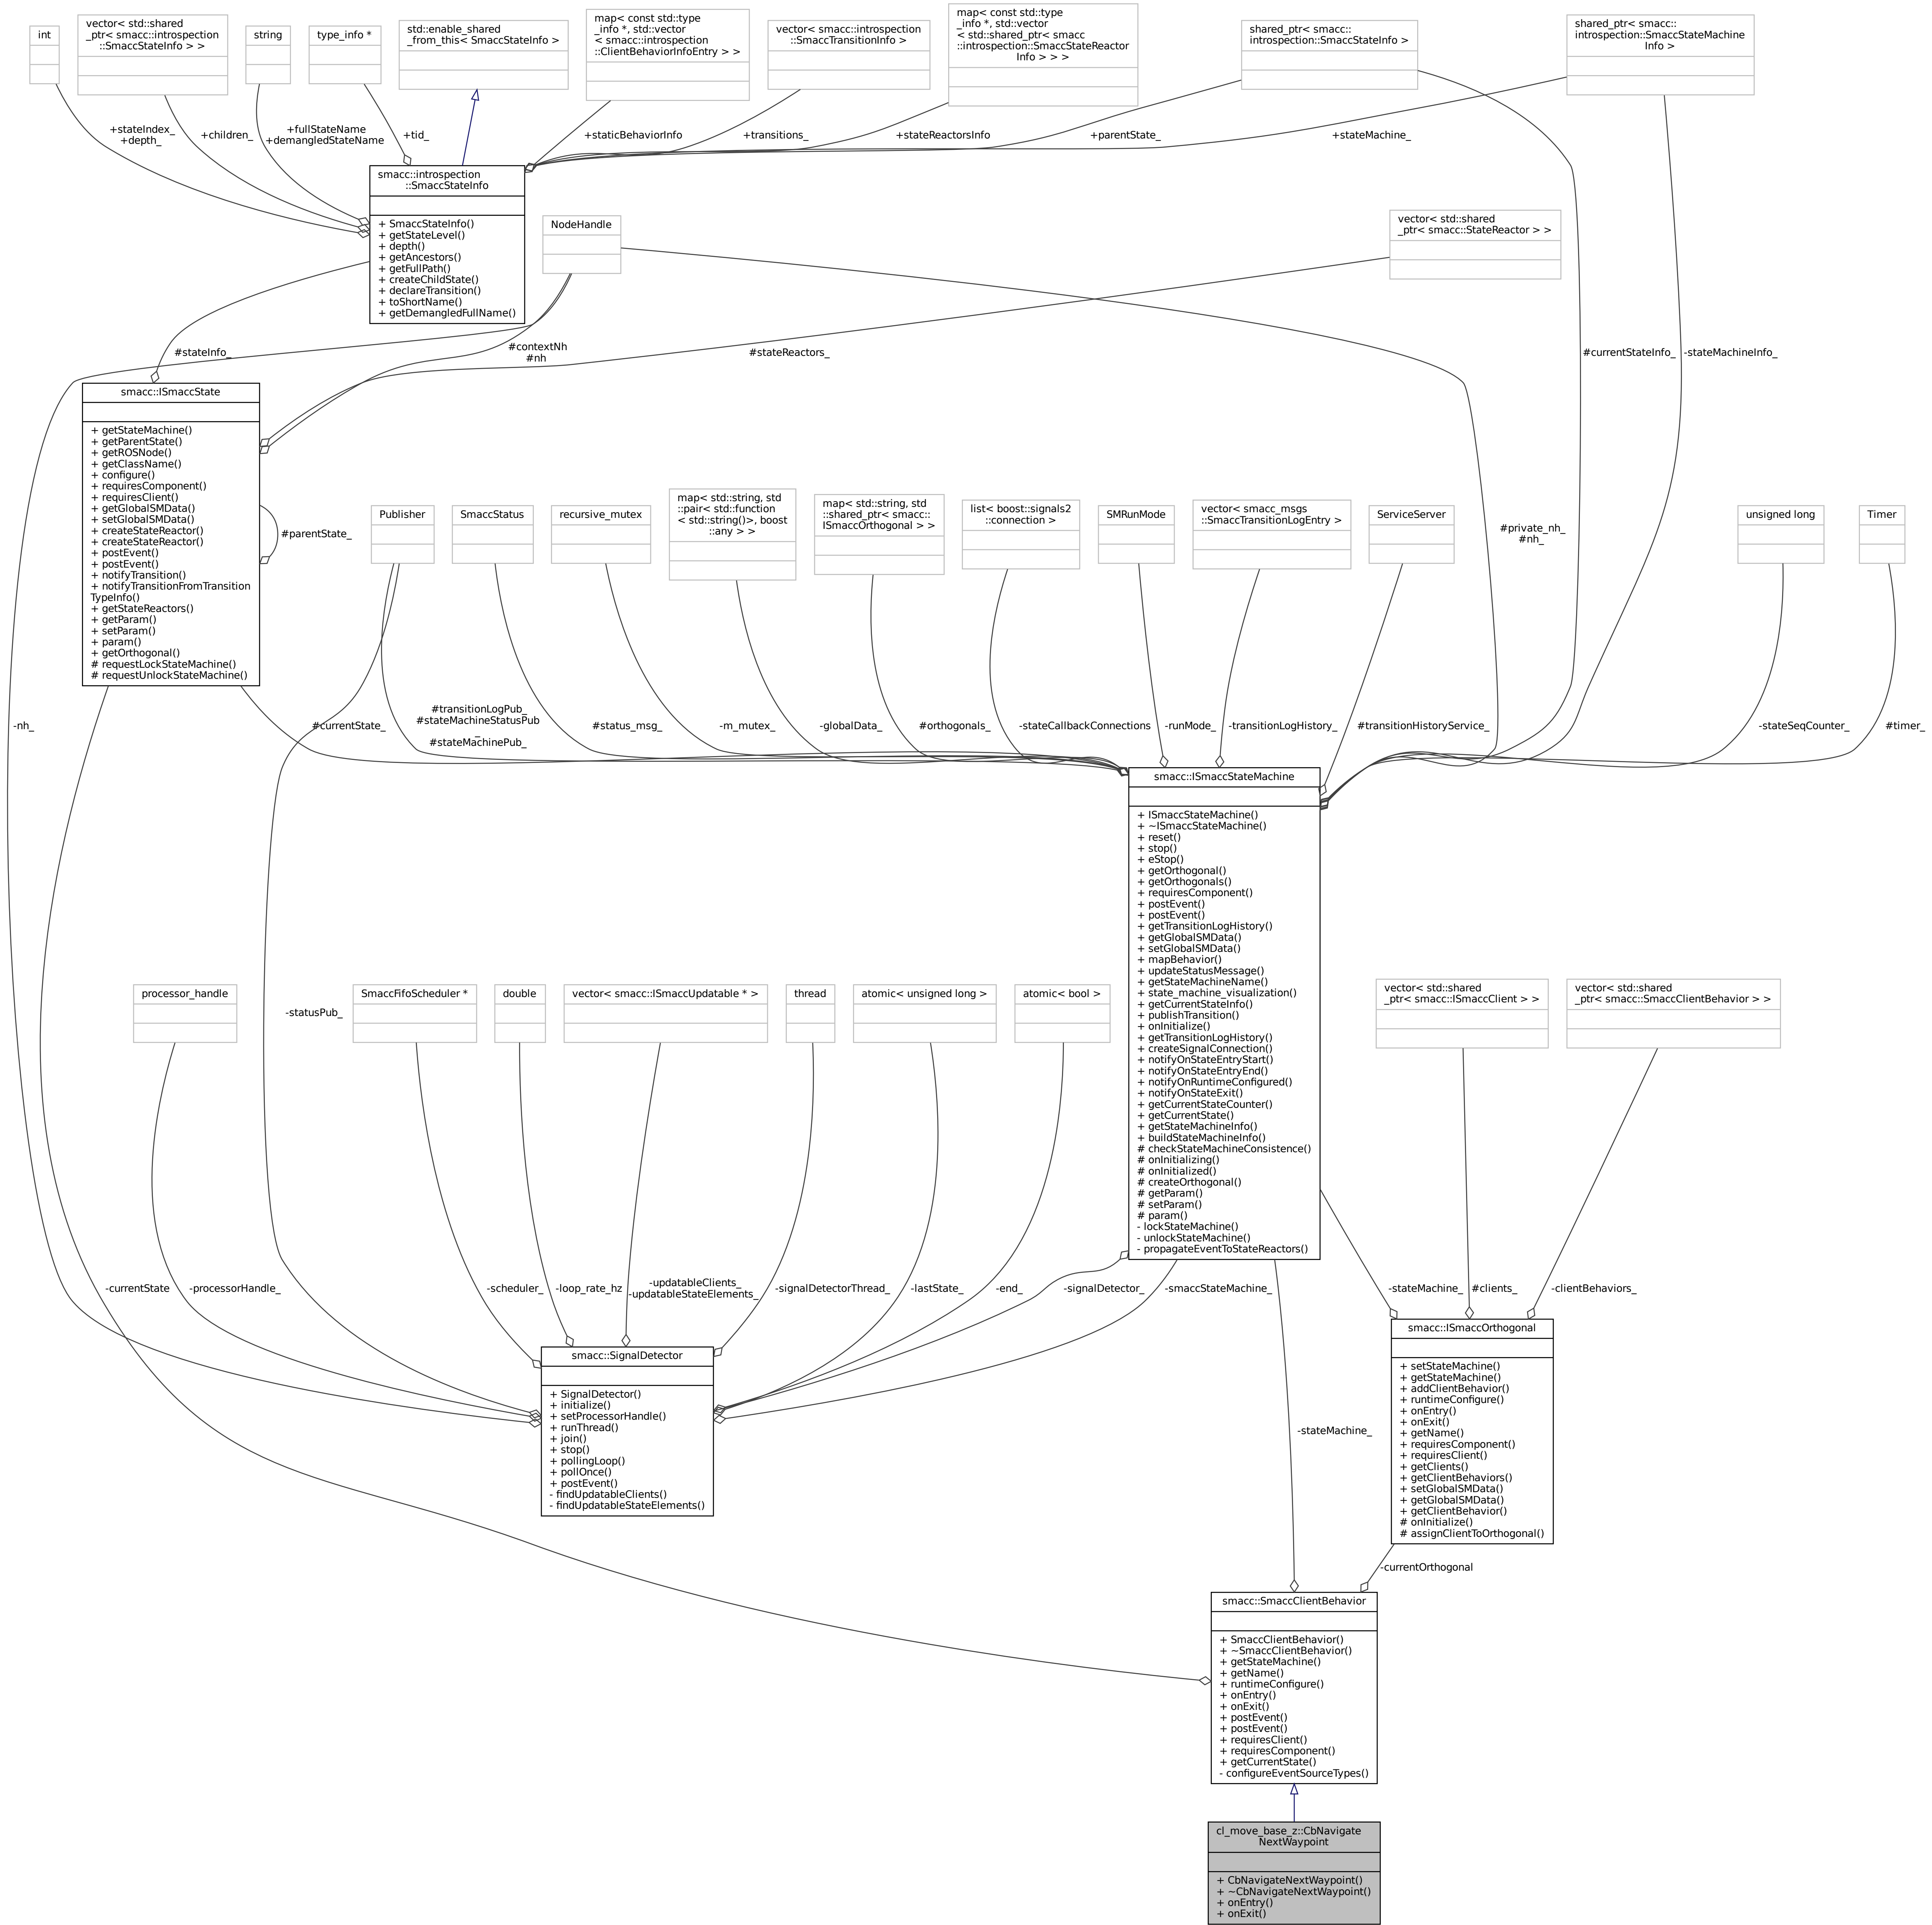 int
vector< std::shared
_ptr< smacc::introspection
::SmaccStateInfo > >
string
type_info *
std::enable_shared
_from_this< SmaccStateInfo >
map< const std::type
_info *, std::vector
< smacc::introspection
::ClientBehaviorInfoEntry > >
vector< smacc::introspection
::SmaccTransitionInfo >
map< const std::type
_info *, std::vector
< std::shared_ptr< smacc
::introspection::SmaccStateReactor
Info > > >
shared_ptr< smacc::
introspection::SmaccStateInfo >
shared_ptr< smacc::
introspection::SmaccStateMachine
Info >
+stateIndex_
+depth_
+children_
+fullStateName
+demangledStateName
+tid_
+staticBehaviorInfo
+transitions_
+stateReactorsInfo
+parentState_
+stateMachine_
smacc::introspection
::SmaccStateInfo
+ SmaccStateInfo()
+ getStateLevel()
+ depth()
+ getAncestors()
+ getFullPath()
+ createChildState()
+ declareTransition()
+ toShortName()
+ getDemangledFullName()
NodeHandle
vector< std::shared
_ptr< smacc::StateReactor > >
#stateInfo_
#contextNh
#nh
#stateReactors_
#currentStateInfo_
-stateMachineInfo_
smacc::ISmaccState
+ getStateMachine()
+ getParentState()
+ getROSNode()
+ getClassName()
+ configure()
+ requiresComponent()
+ requiresClient()
+ getGlobalSMData()
+ setGlobalSMData()
+ createStateReactor()
+ createStateReactor()
+ postEvent()
+ postEvent()
+ notifyTransition()
+ notifyTransitionFromTransition
TypeInfo()
+ getStateReactors()
+ getParam()
+ setParam()
+ param()
+ getOrthogonal()
# requestLockStateMachine()
# requestUnlockStateMachine()
#parentState_
Publisher
SmaccStatus
recursive_mutex
map< std::string, std
::pair< std::function
< std::string()>, boost
::any > >
map< std::string, std
::shared_ptr< smacc::
ISmaccOrthogonal > >
list< boost::signals2
::connection >
SMRunMode
vector< smacc_msgs
::SmaccTransitionLogEntry >
ServiceServer
#private_nh_
#nh_
unsigned long
Timer
-nh_
#currentState_
#transitionLogPub_
#stateMachineStatusPub
_
#stateMachinePub_
#status_msg_
-m_mutex_
-globalData_
#orthogonals_
-stateCallbackConnections
-runMode_
-transitionLogHistory_
#transitionHistoryService_
-stateSeqCounter_
#timer_
smacc::ISmaccStateMachine
+ ISmaccStateMachine()
+ ~ISmaccStateMachine()
+ reset()
+ stop()
+ eStop()
+ getOrthogonal()
+ getOrthogonals()
+ requiresComponent()
+ postEvent()
+ postEvent()
+ getTransitionLogHistory()
+ getGlobalSMData()
+ setGlobalSMData()
+ mapBehavior()
+ updateStatusMessage()
+ getStateMachineName()
+ state_machine_visualization()
+ getCurrentStateInfo()
+ publishTransition()
+ onInitialize()
+ getTransitionLogHistory()
+ createSignalConnection()
+ notifyOnStateEntryStart()
+ notifyOnStateEntryEnd()
+ notifyOnRuntimeConfigured()
+ notifyOnStateExit()
+ getCurrentStateCounter()
+ getCurrentState()
+ getStateMachineInfo()
+ buildStateMachineInfo()
# checkStateMachineConsistence()
# onInitializing()
# onInitialized()
# createOrthogonal()
# getParam()
# setParam()
# param()
- lockStateMachine()
- unlockStateMachine()
- propagateEventToStateReactors()
processor_handle
-statusPub_
SmaccFifoScheduler *
double
vector< smacc::ISmaccUpdatable * >
thread
atomic< unsigned long >
atomic< bool >
vector< std::shared
_ptr< smacc::ISmaccClient > >
vector< std::shared
_ptr< smacc::SmaccClientBehavior > >
-currentState
-processorHandle_
-scheduler_
-loop_rate_hz
-updatableClients_
-updatableStateElements_
-signalDetectorThread_
-lastState_
-end_
-signalDetector_
-smaccStateMachine_
-stateMachine_
#clients_
-clientBehaviors_
smacc::SignalDetector
+ SignalDetector()
+ initialize()
+ setProcessorHandle()
+ runThread()
+ join()
+ stop()
+ pollingLoop()
+ pollOnce()
+ postEvent()
- findUpdatableClients()
- findUpdatableStateElements()
-stateMachine_
smacc::ISmaccOrthogonal
+ setStateMachine()
+ getStateMachine()
+ addClientBehavior()
+ runtimeConfigure()
+ onEntry()
+ onExit()
+ getName()
+ requiresComponent()
+ requiresClient()
+ getClients()
+ getClientBehaviors()
+ setGlobalSMData()
+ getGlobalSMData()
+ getClientBehavior()
# onInitialize()
# assignClientToOrthogonal()
-currentOrthogonal
smacc::SmaccClientBehavior
+ SmaccClientBehavior()
+ ~SmaccClientBehavior()
+ getStateMachine()
+ getName()
+ runtimeConfigure()
+ onEntry()
+ onExit()
+ postEvent()
+ postEvent()
+ requiresClient()
+ requiresComponent()
+ getCurrentState()
- configureEventSourceTypes()
cl_move_base_z::CbNavigate
NextWaypoint
+ CbNavigateNextWaypoint()
+ ~CbNavigateNextWaypoint()
+ onEntry()
+ onExit()